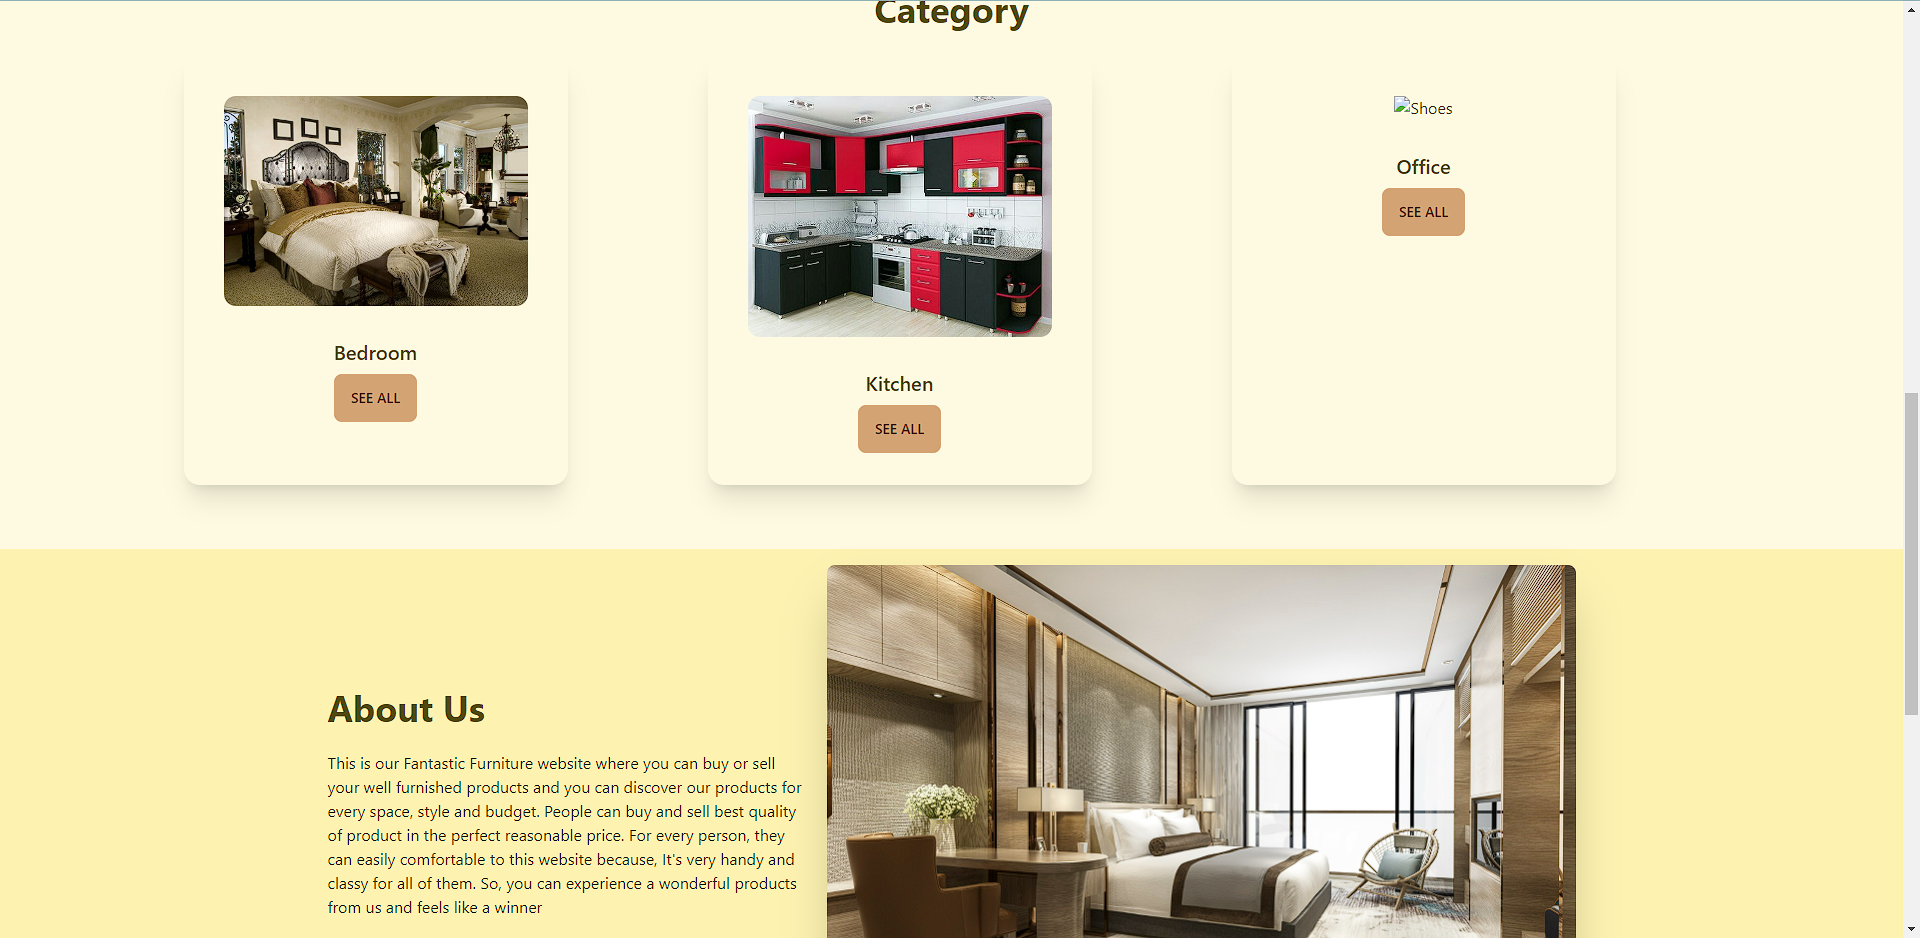 Category
Shoes
Office
SEE ALL
Bedroom
SEE ALL
Kitchen
SEE ALL
About Us
This is our Fantastic Furniture website where you can buy or sell
your well furnished products and you can discover our products for
every space, style and budget. People can buy and sell best quality
of product in the perfect reasonable price. For every person, they
can easily comfortable to this website because, It's very handy and
classy for all of them. So, you can experience a wonderful products
from us and feels like a winner